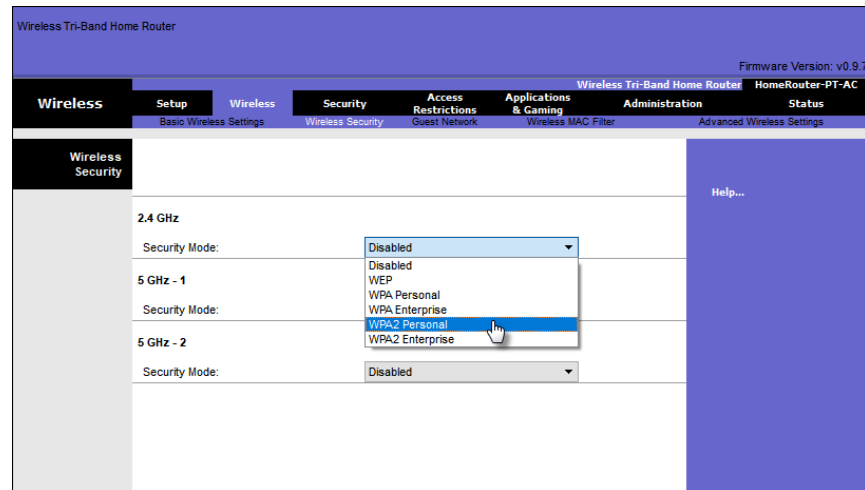 Wireless Tri-Band Home Router
Firmware Version: v0.9.7
Wireless Tri-Band Home Router HomeRouter-PT-AC
Wireless
Setup Wireless Security Access Restrictions Applications & Gaming Administration Status
Basic Wireless Settings Wireless Security Guest Network Wireless MAC Filter Advanced Wireless Settings
Wireless
Security
Help...
2.4 GHz
Security Mode: Disabled
Disabled
WEP
5 GHz - 1
WPA Personal
Security Mode: WPA Enterprise
WPA2 Personal
WPA2 Enterprise
5 GHz - 2
Security Mode: Disabled